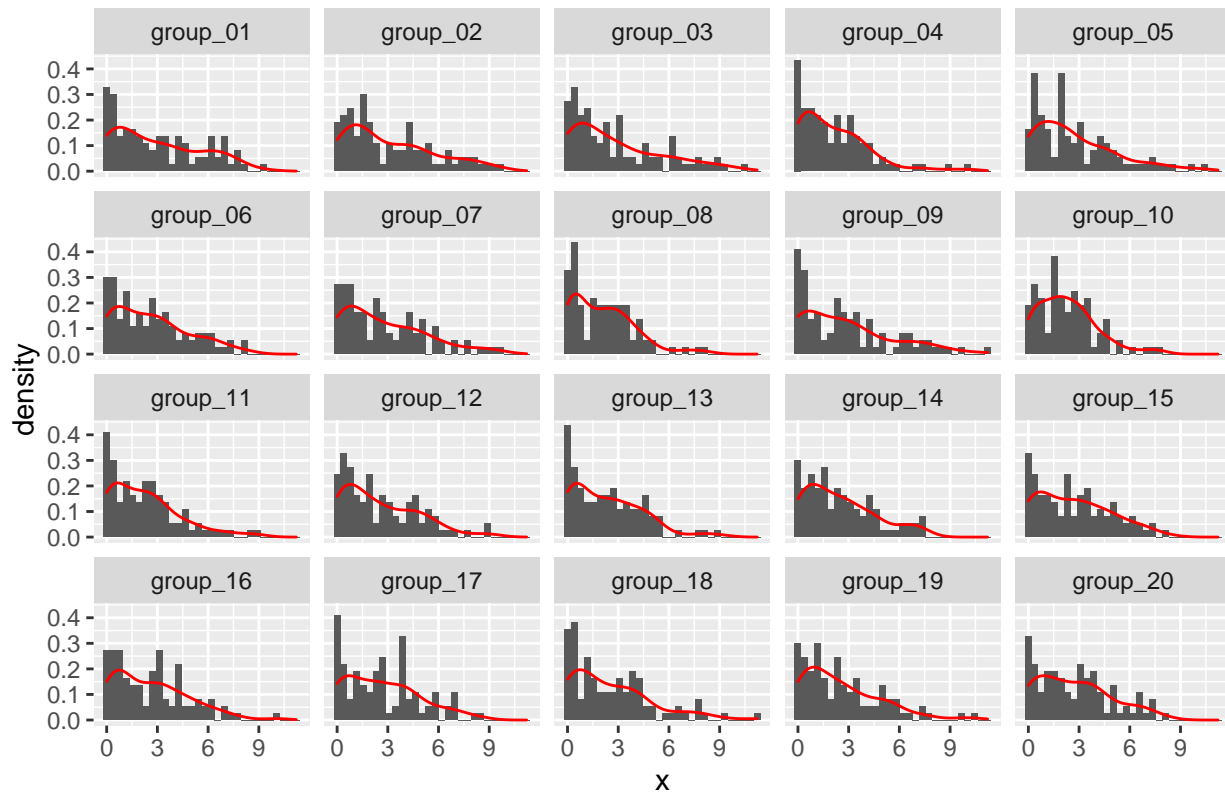 group_01 group_02 group_03 group_04 group_05
0.4
0.3
0.2
0.1
0.0
group_06 group_07 group_08 group_09 group_10
0.4
0.3
0.2
0.1
0.0
group_11 group_12 group_13 group_14 group_15
0.4
0.3
0.2
0.1
0.0
group_16 group_17 group_18 group_19 group_20
0.4
0.3
0.2
0.1
0.0
0 3 6 9 0 3 6 9 0 3 6 9 0 3 6 9 0 3 6 9
x
density